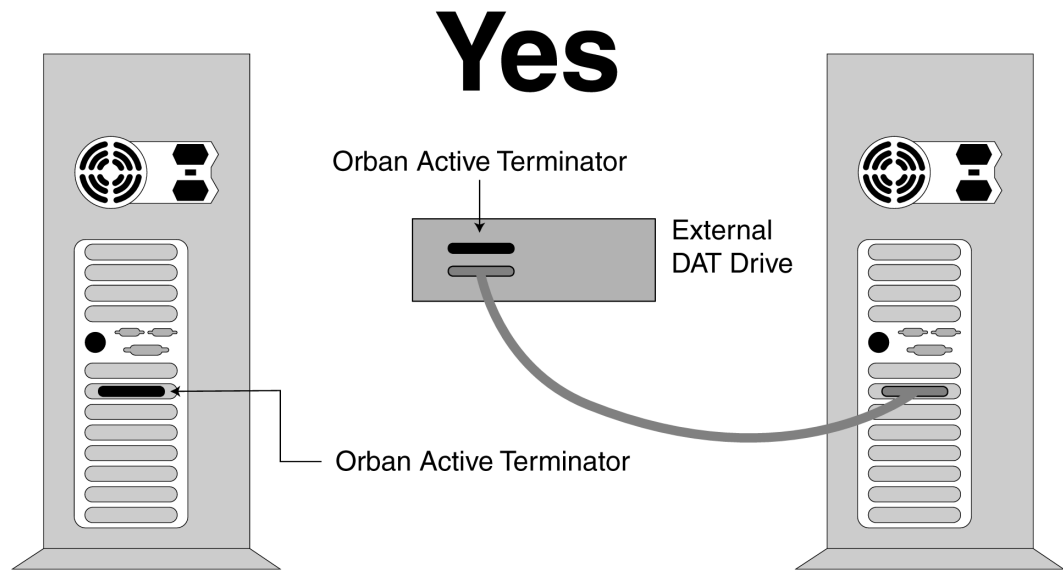 Yes
Orban Active Terminator
External
DAT Drive
Orban Active Terminator